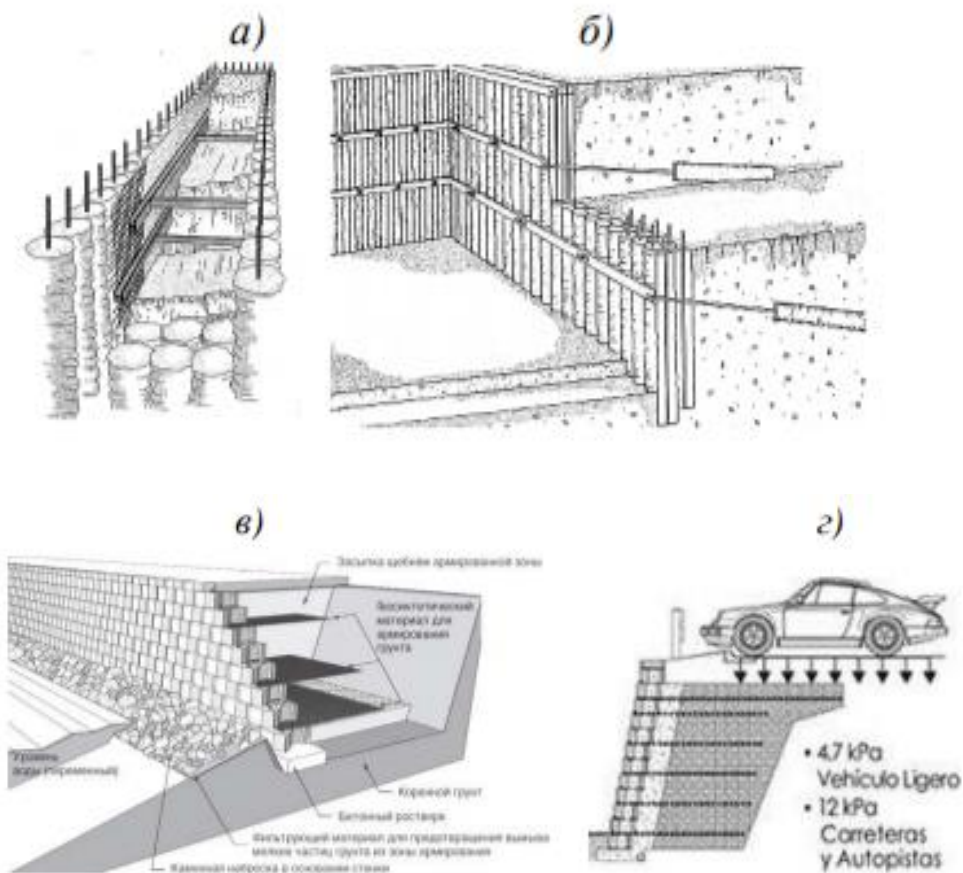 а)
б)
в)
Засыпка щебнем армированной зоны
Геосинтетический
материал для
армирования
грунта
Уровень
воды (переменный)
Коренной грунт
Бетонный ростверк
Фильтрующий материал для предотвращения вымыва
мелких частиц грунта из зоны армирования
Каменная наброска в основании стенки
г)
• 4,7 kPa
Vehículo Ligero
• 12 kPa
Carreteras
y Autopistas